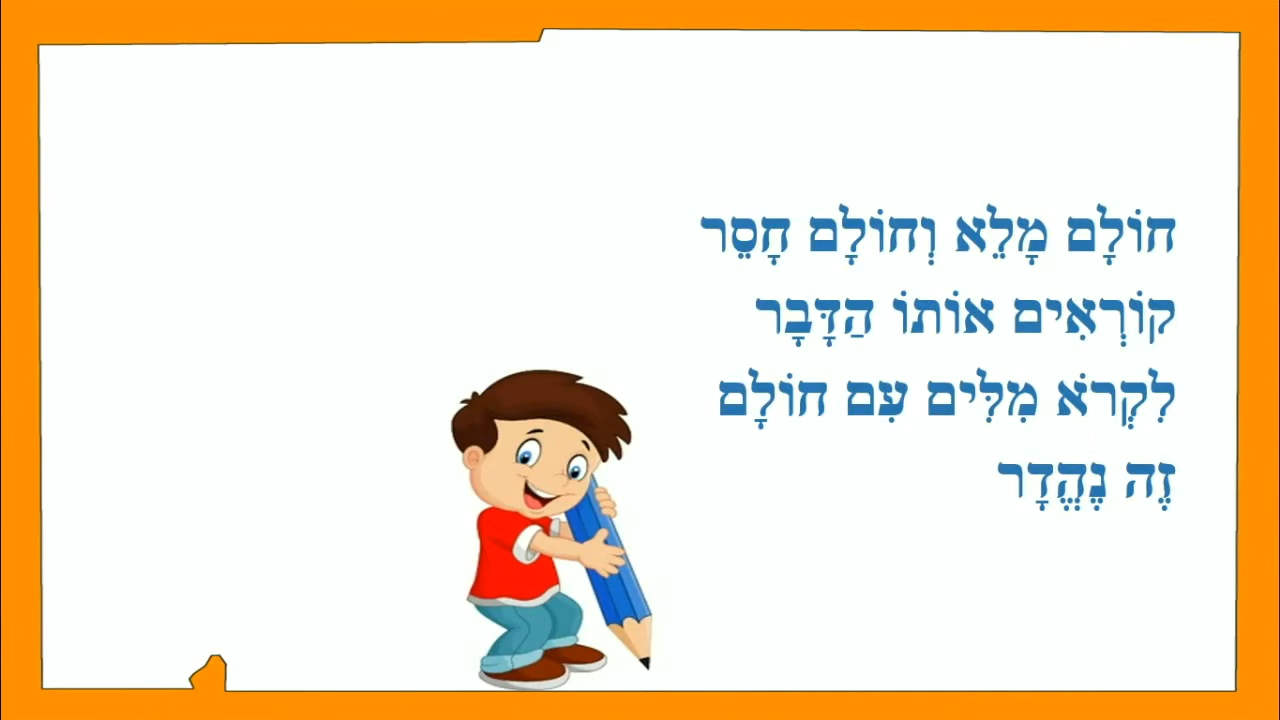 חוֹלָם מָלֵא וְחוֹלָם חָסֵר
קוֹרְאִים אוֹתוֹ הַדָּבָר
לִקְרֹא מִלִּים עִם חוֹלָם
זֶה נֶהֱדָר